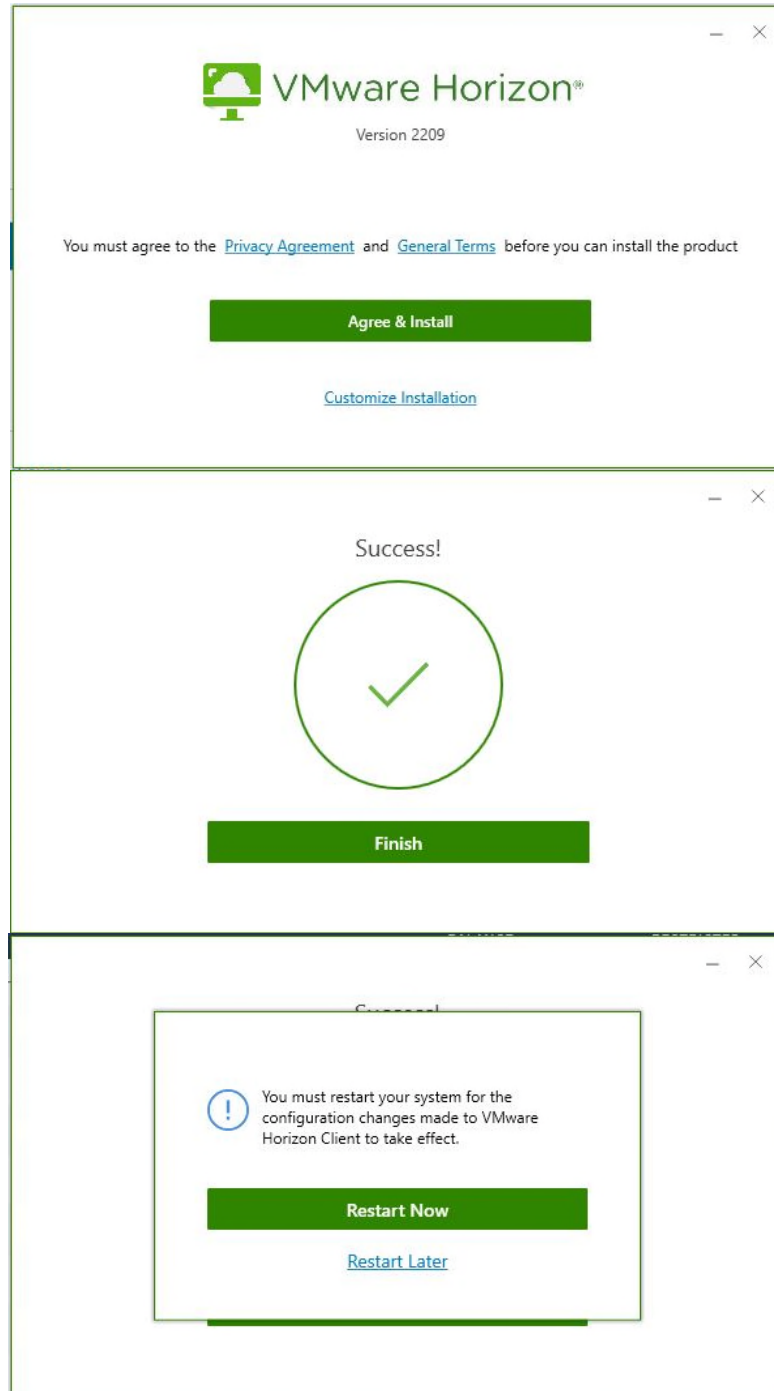 VMware Horizon®
Version 2209
You must agree to the Privacy Agreement and General Terms before you can install the product
Agree & Install
Customize Installation
Success!
Finish
You must restart your system for the
configuration changes made to VMware
Horizon Client to take effect.
Restart Now
Restart Later